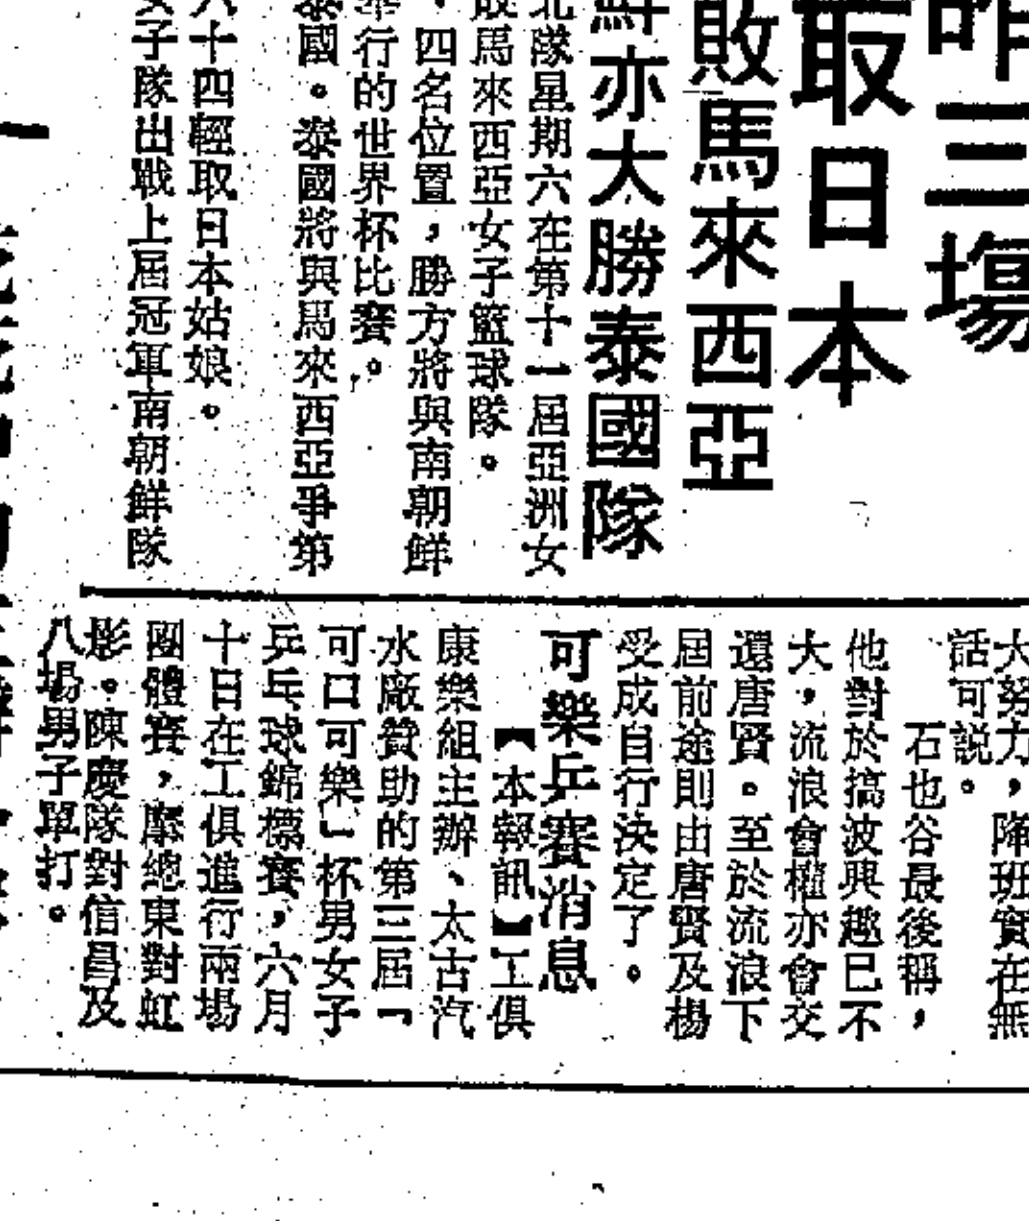 昨三場
取日本
敗馬來西亞
鮮亦大勝泰國隊
北隊星期六在第十一屆亞洲女
馬來西亞女子籃球隊。
，四名位置，勝方將與南朝鮮
行的世界杯比賽。
泰國。泰國將與馬來西亞爭第
六十四輕取日本姑娘。
女子隊出戰上屆冠軍南朝鮮隊
大努力，降班實在無
話可説。
石也谷最後稱，
他對於搞波興趣已不
大，流浪會權亦會交
還唐賢。至於流浪下
屆前途則由唐賢及楊
受成自行決定了。
可樂乒賽消息
【本報訊】工俱
康樂組主辦、太古汽
水廠贊助的第三屆「
可口可樂」杯男女子
乒乓球錦標賽，六月
十日在工俱進行兩場
團體賽，廖總東對虹
影。陳慶隊對信昌及
八場男子單打。